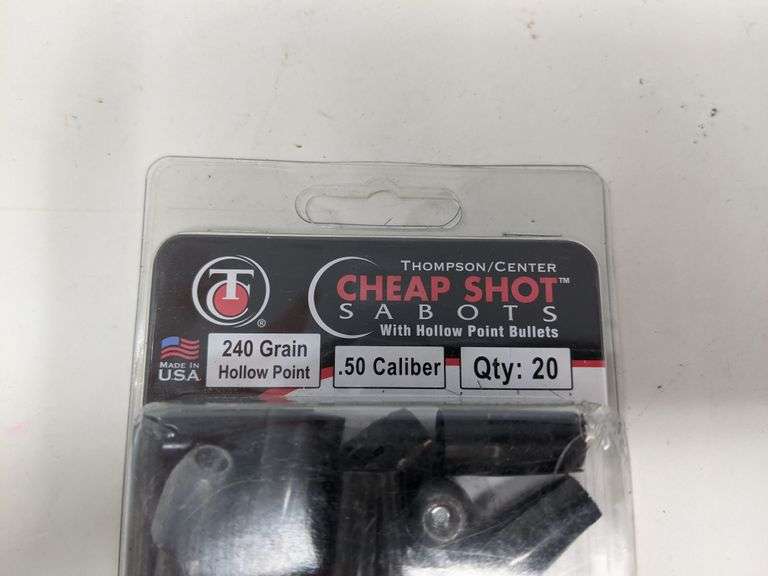 TC
®
THOMPSON/CENTER
CHEAP SHOT™
SABOTS
With Hollow Point Bullets
MADE IN
U.S.A.
240 Grain
Hollow Point
.50 Caliber
Qty: 20